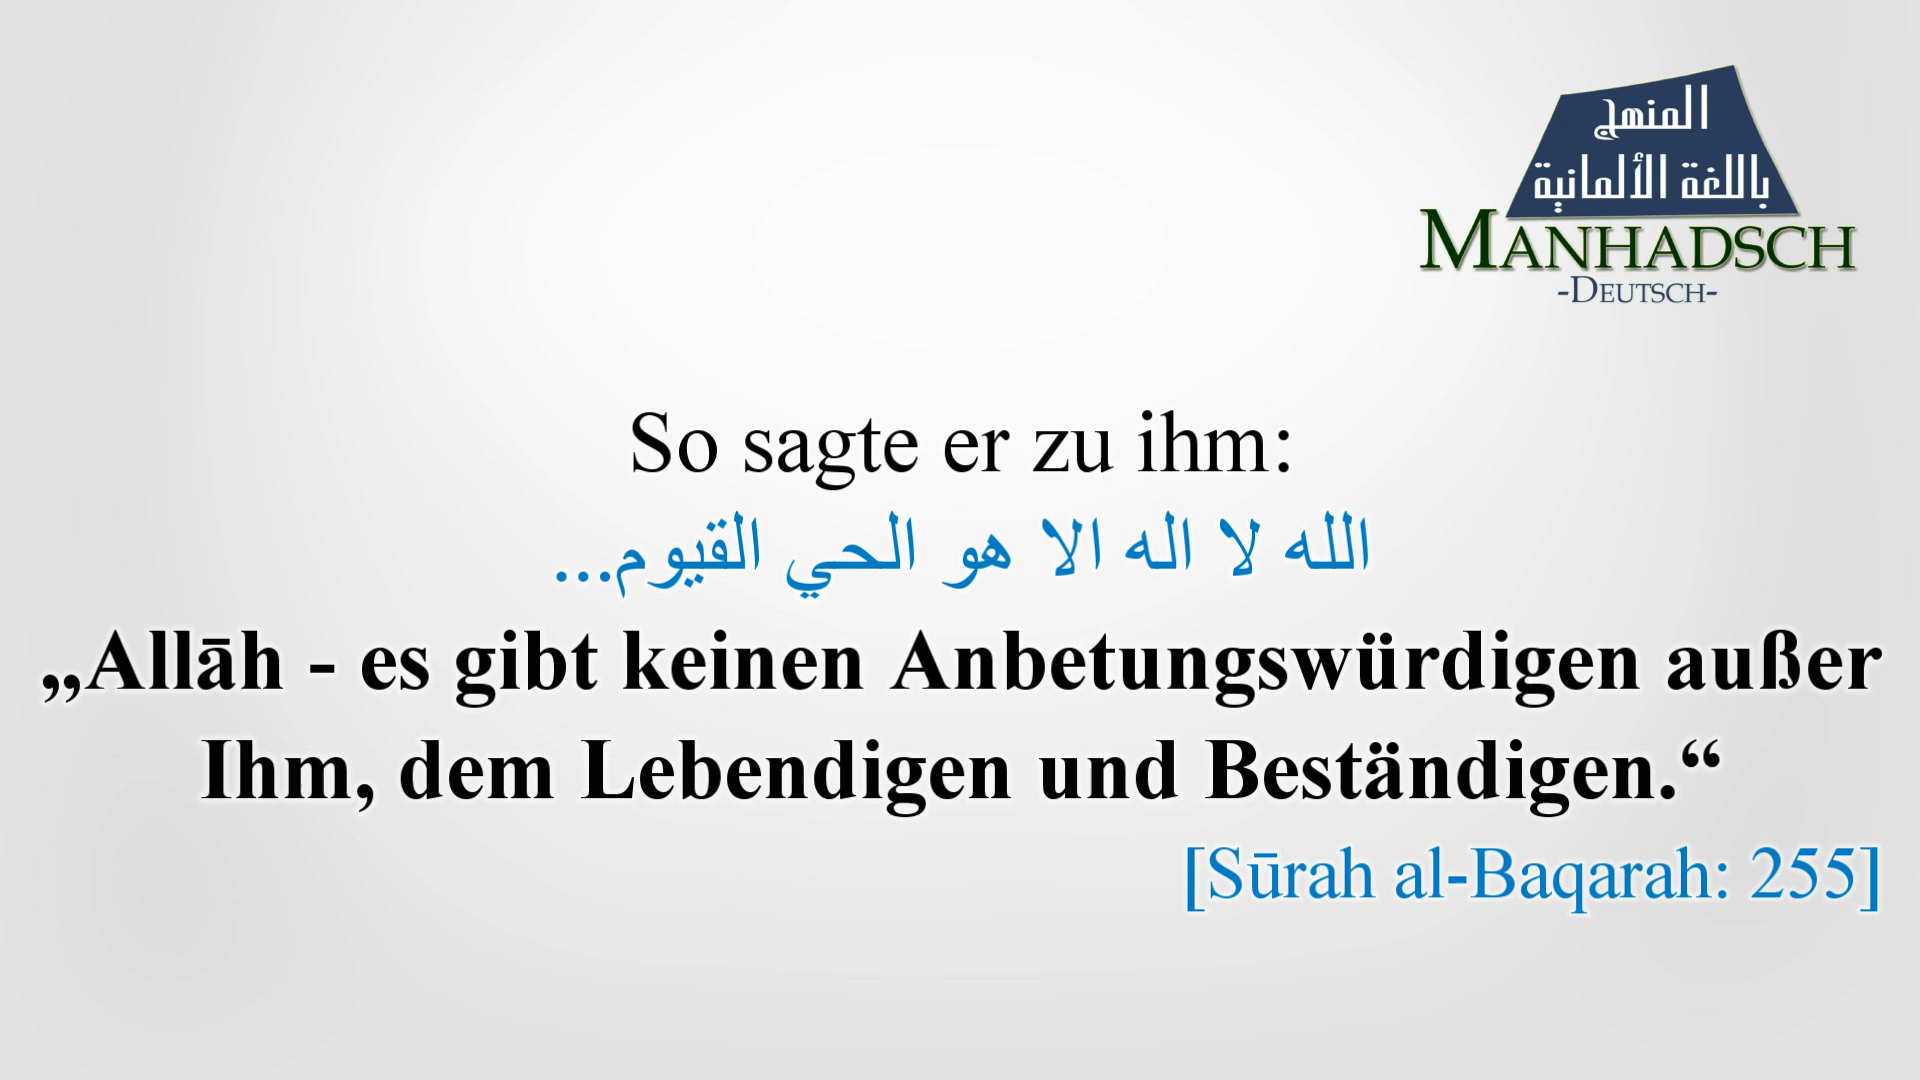 المنهج
باللغة الألمانية
MANHADSCH
-DEUTSCH-
So sagte er zu ihm:
الله لا اله الا هو الحي القيوم...
„Allāh - es gibt keinen Anbetungswürdigen außer
Ihm, dem Lebendigen und Beständigen.“
[Sūrah al-Baqarah: 255]